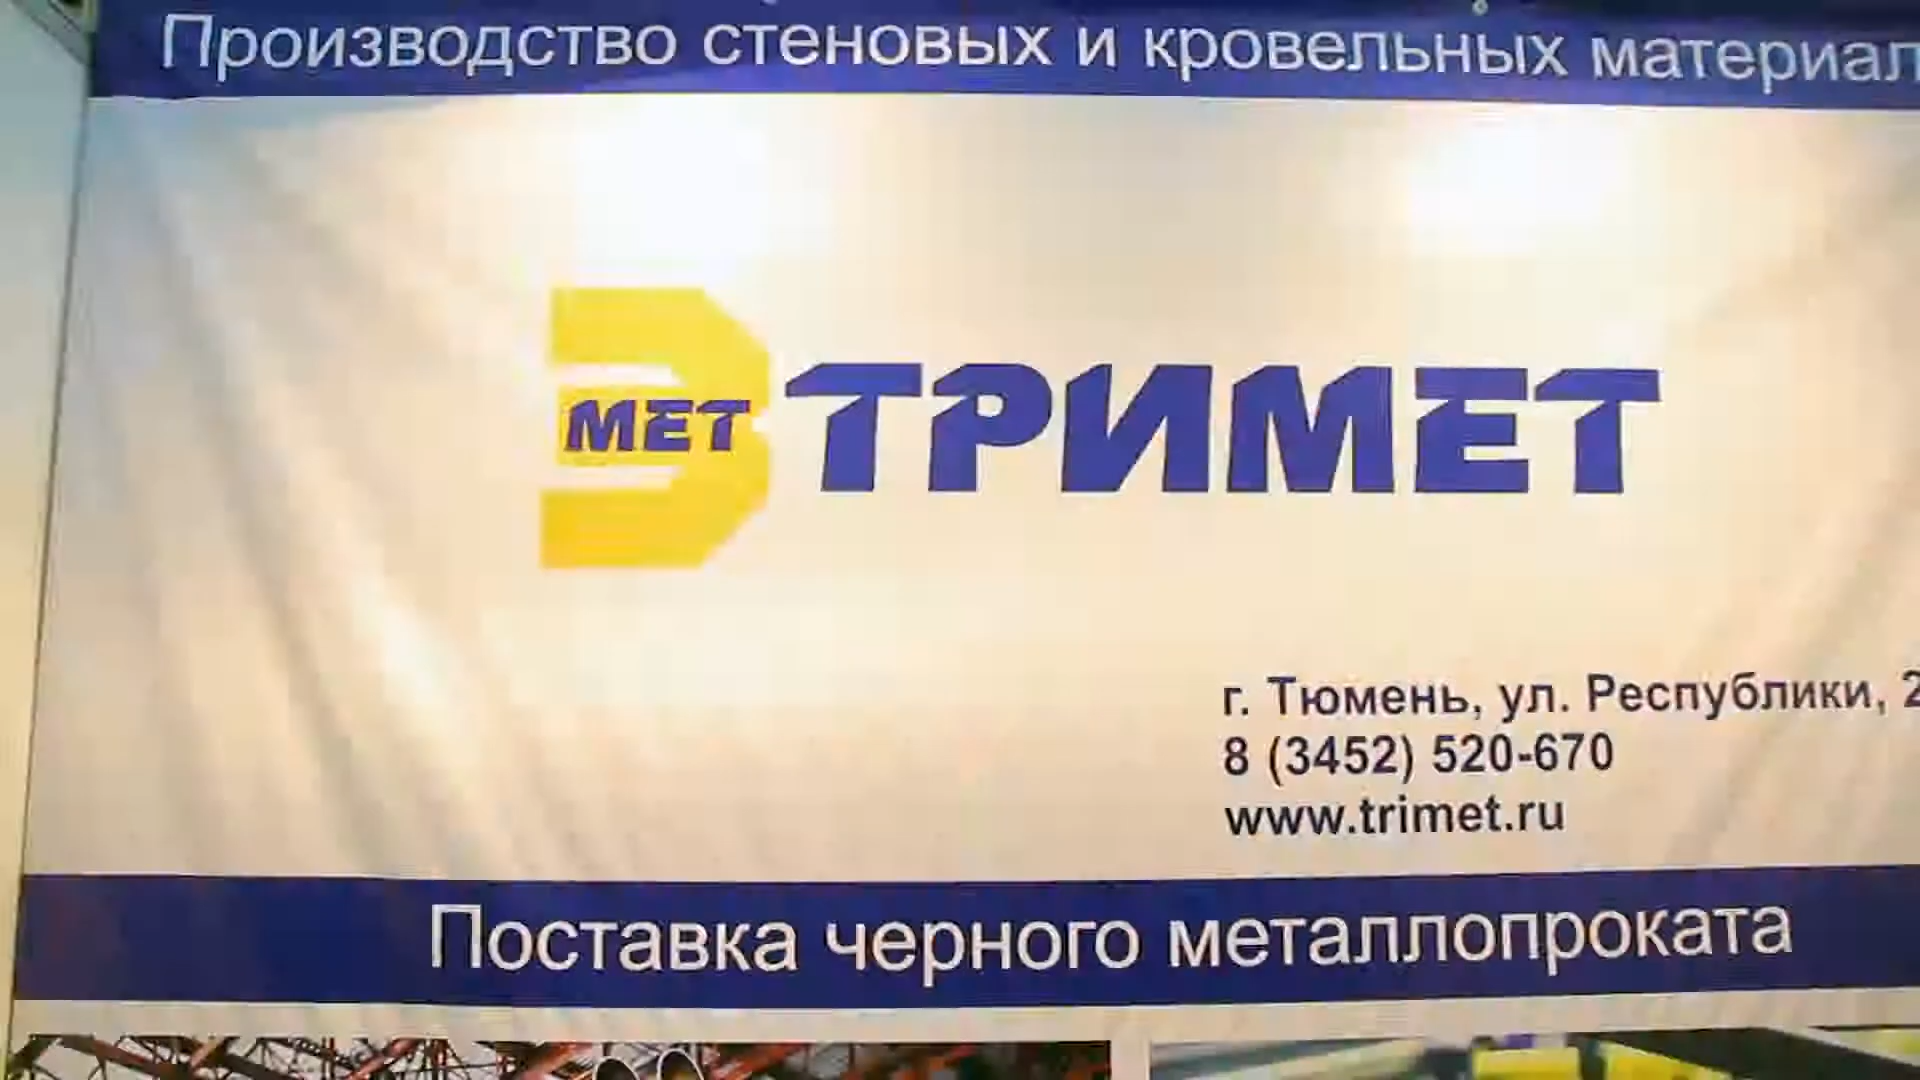 Производство стеновых и кровельных материал
МЕТ ТРИМЕТ
г. Тюмень, ул. Республики, 2
8 (3452) 520-670
www.trimet.ru
Поставка черного металлопроката